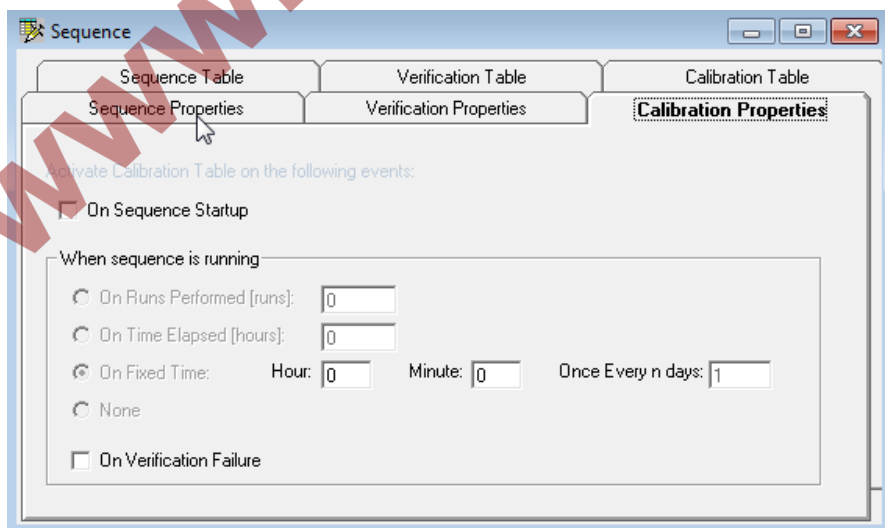 Sequence
Sequence Table Verification Table Calibration Table
Sequence Properties Verification Properties Calibration Properties
Activate Calibration Table on the following events:
On Sequence Startup
When sequence is running
On Runs Performed [runs]: 0
On Time Elapsed [hours]: 0
On Fixed Time: Hour: 0 Minute: 0 Once Every n days: 1
None
On Verification Failure
www.